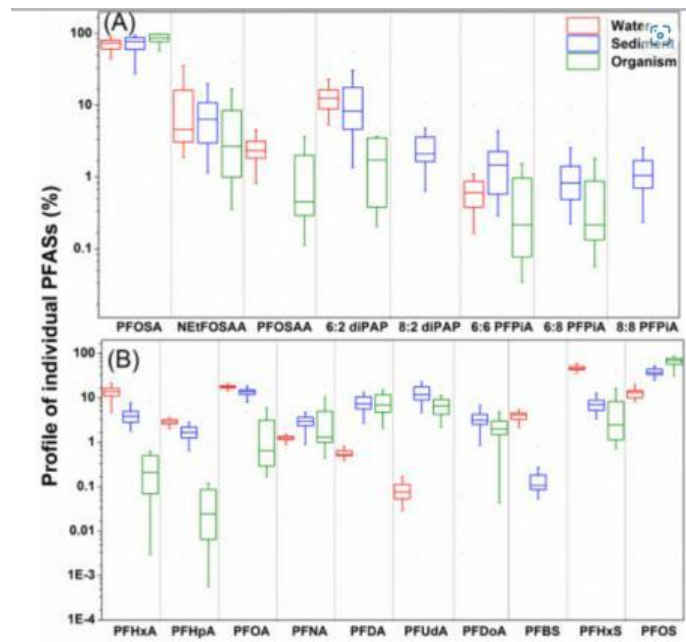 Profile of individual PFASs (%)
(A)
Water
Sediment
Organism
100
10
1
0.1
PFOSA NEtFOSAA PFOSAA 6:2 diPAP 8:2 diPAP 6:6 PFPiA 6:8 PFPiA 8:8 PFPiA
(B)
100
10
1
0.1
0.01
1E-3
1E-4
PFHxA PFHpA PFOA PFNA PFDA PFUdA PFDoA PFBS PFHxS PFOS